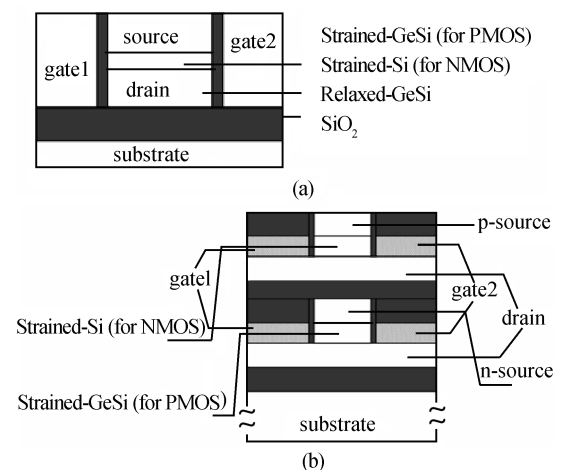 source
gate1
gate2
drain
substrate
Strained-GeSi (for PMOS)
Strained-Si (for NMOS)
Relaxed-GeSi
SiO₂
(a)
p-source
gate1
gate2
drain
Strained-Si (for NMOS)
n-source
Strained-GeSi (for PMOS)
substrate
(b)